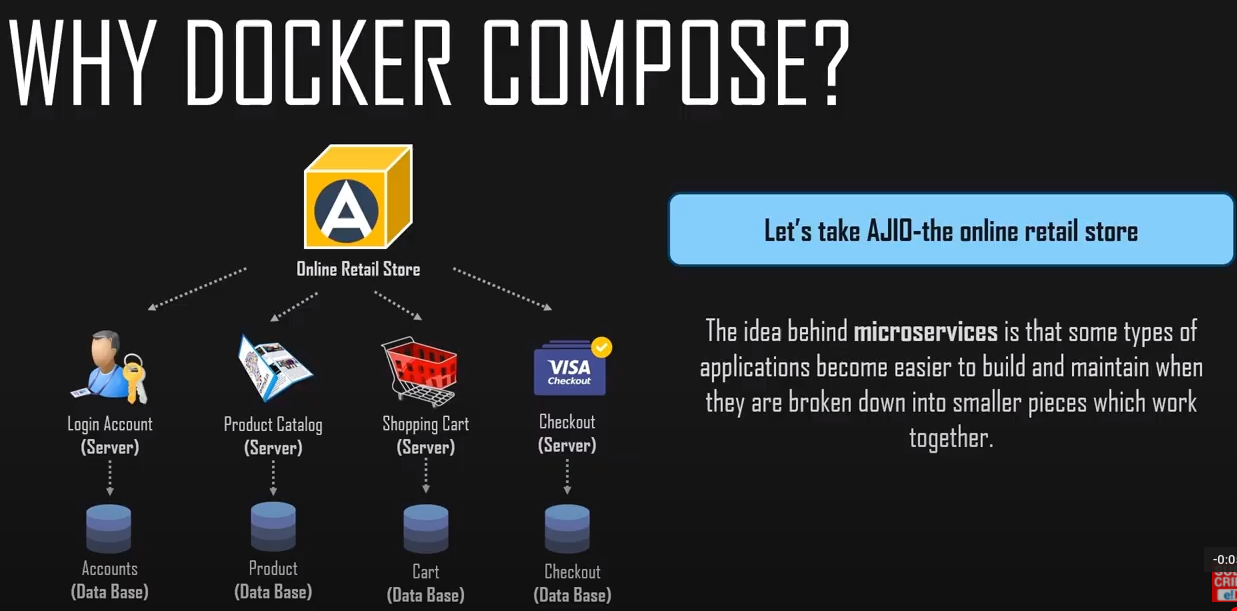 WHY DOCKER COMPOSE?
A
Online Retail Store
Let's take AJIO-the online retail store
The idea behind microservices is that some types of
applications become easier to build and maintain when
they are broken down into smaller pieces which work
together.
VISA
Checkout
Login Account
(Server)
Product Catalog
(Server)
Shopping Cart
(Server)
Checkout
(Server)
Accounts
(Data Base)
Product
(Data Base)
Cart
(Data Base)
Checkout
(Data Base)